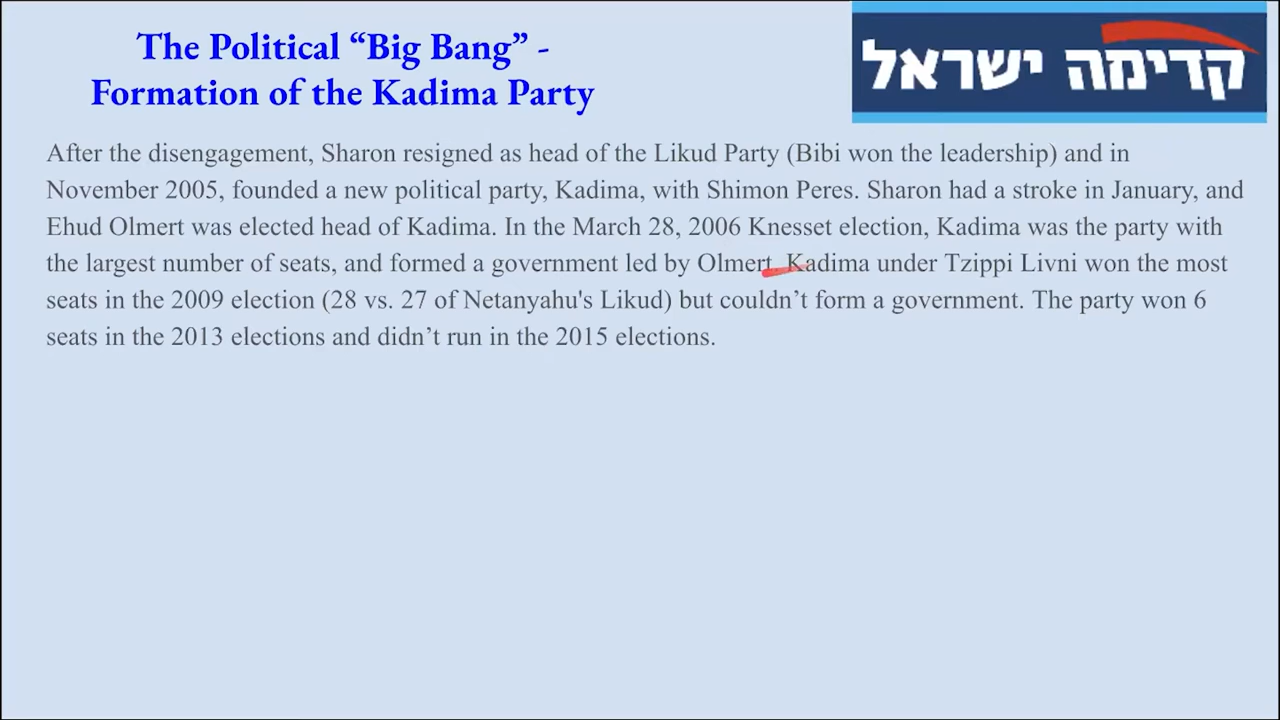 The Political “Big Bang” -
Formation of the Kadima Party
קדימה ישראל
After the disengagement, Sharon resigned as head of the Likud Party (Bibi won the leadership) and in
November 2005, founded a new political party, Kadima, with Shimon Peres. Sharon had a stroke in January, and
Ehud Olmert was elected head of Kadima. In the March 28, 2006 Knesset election, Kadima was the party with
the largest number of seats, and formed a government led by Olmert. Kadima under Tzippi Livni won the most
seats in the 2009 election (28 vs. 27 of Netanyahu's Likud) but couldn’t form a government. The party won 6
seats in the 2013 elections and didn’t run in the 2015 elections.